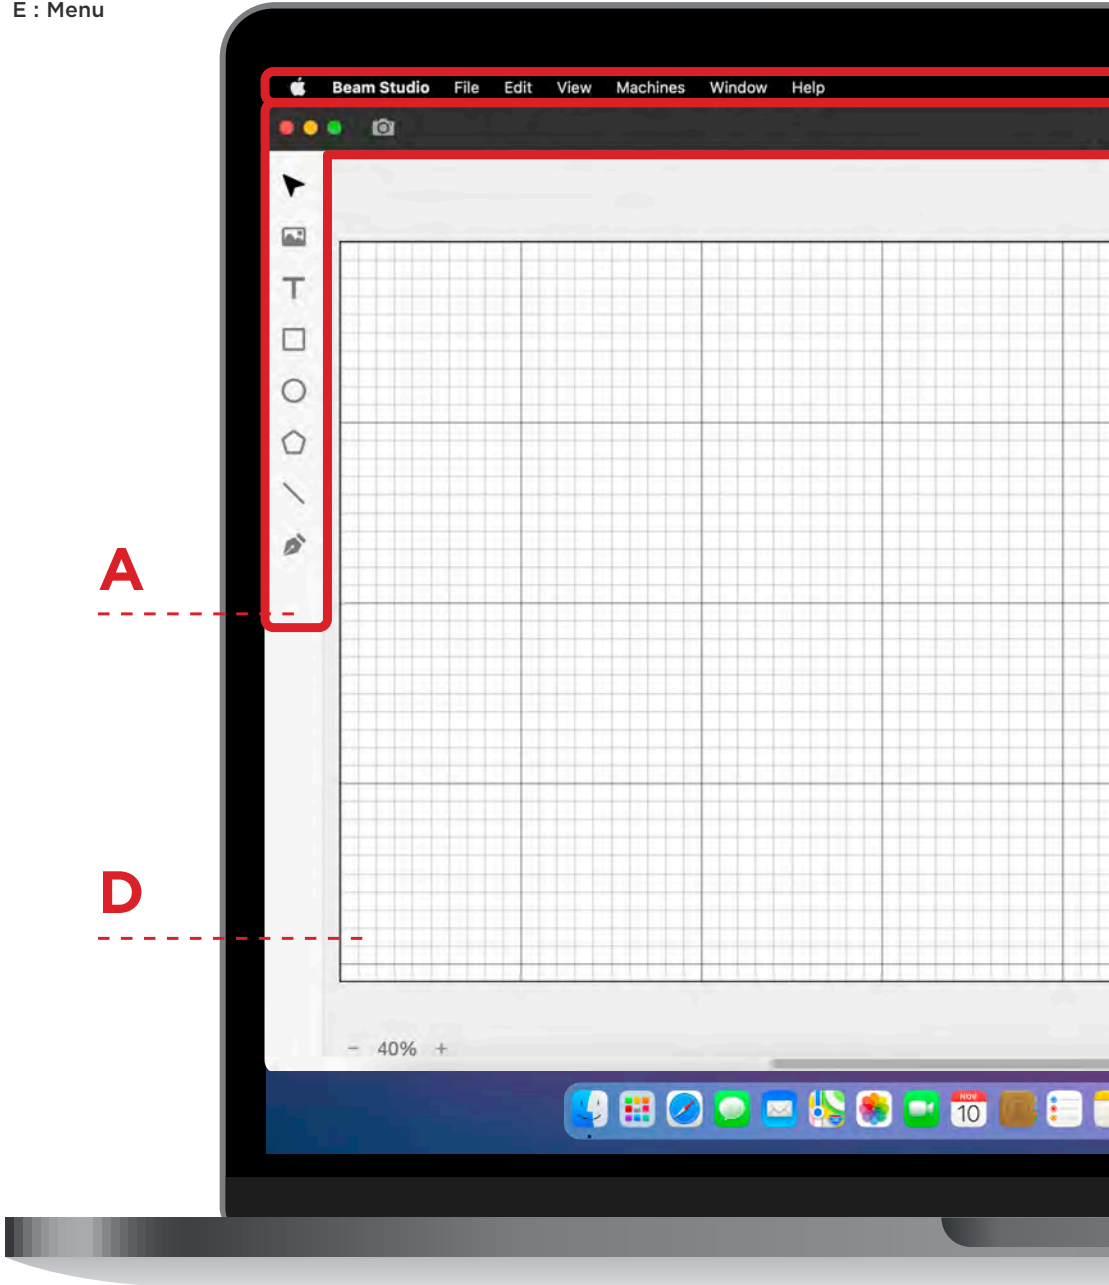 E : Menu
Beam Studio File Edit View Machines Window Help
T
A
D
- 40% +
NOV
10